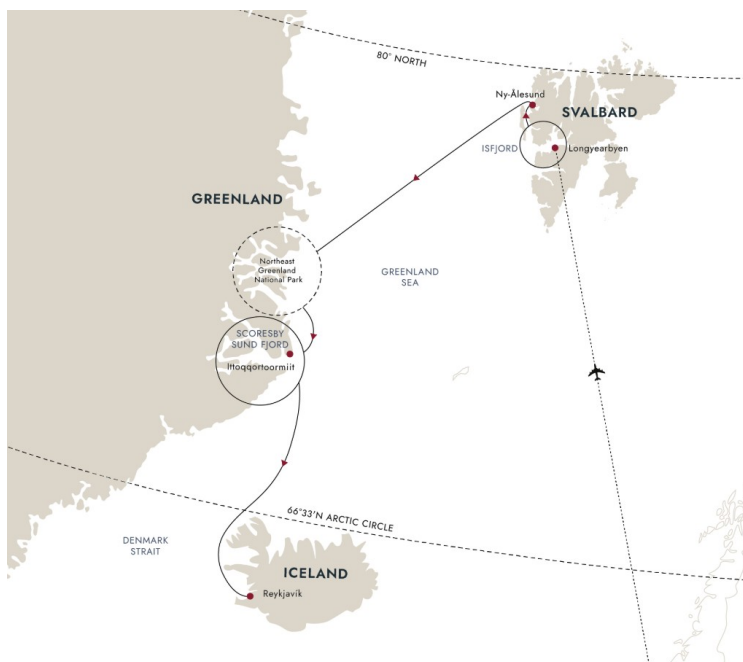 80° NORTH
Ny-Ålesund
SVALBARD
ISFJORD
Longyearbyen
GREENLAND
Northeast
Greenland
National Park
GREENLAND
SEA
SCORESBY
SUND FJORD
Ittoqqortoormiit
66°33'N ARCTIC CIRCLE
DENMARK
STRAIT
ICELAND
Reykjavík